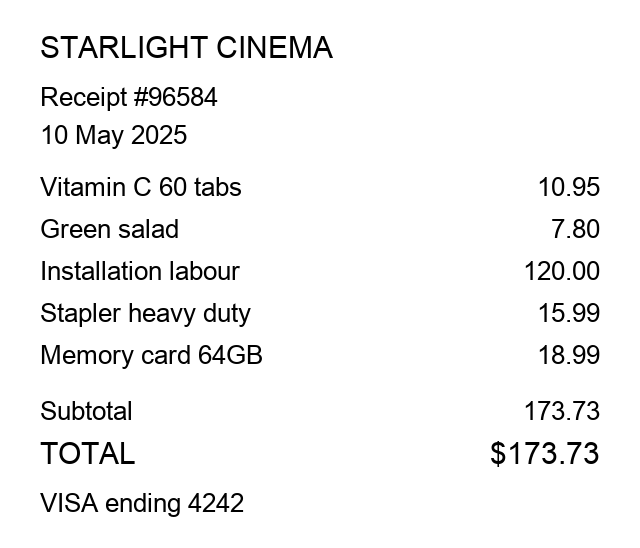 STARLIGHT CINEMA
Receipt #96584
10 May 2025
Vitamin C 60 tabs 10.95
Green salad 7.80
Installation labour 120.00
Stapler heavy duty 15.99
Memory card 64GB 18.99
Subtotal 173.73
TOTAL $173.73
VISA ending 4242